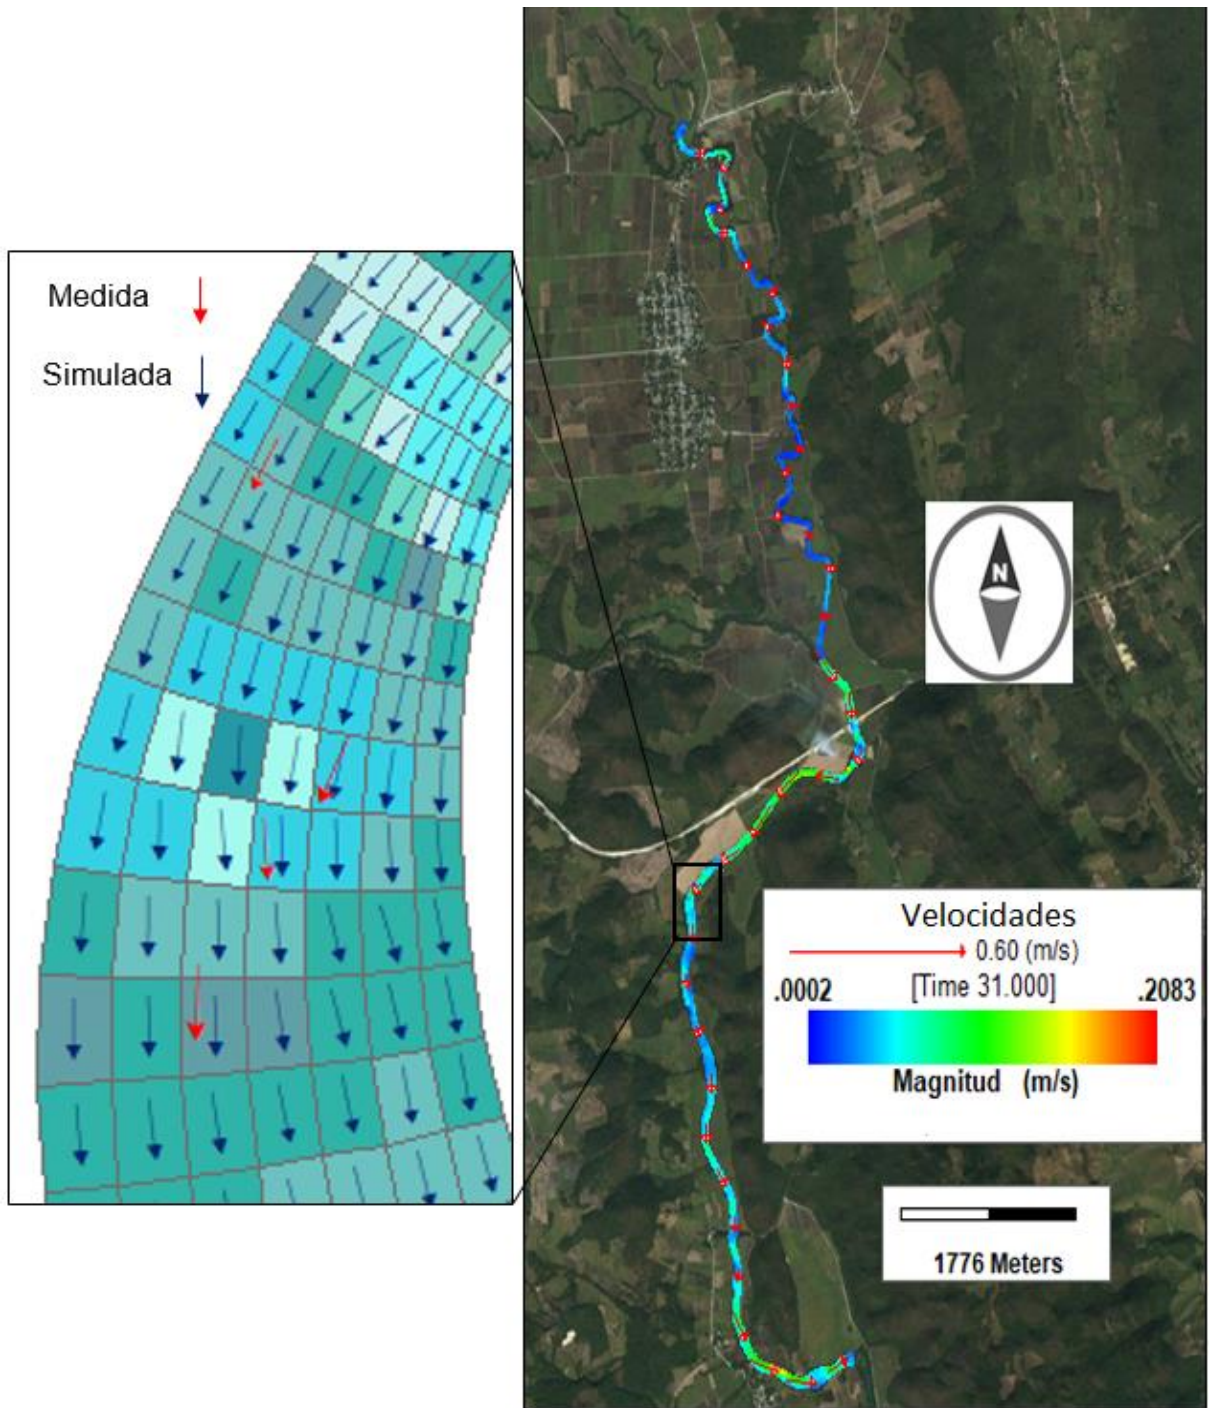 Medida
Simulada
N
Velocidades
0.60 (m/s)
.0002 [Time 31.000] .2083
Magnitud (m/s)
1776 Meters